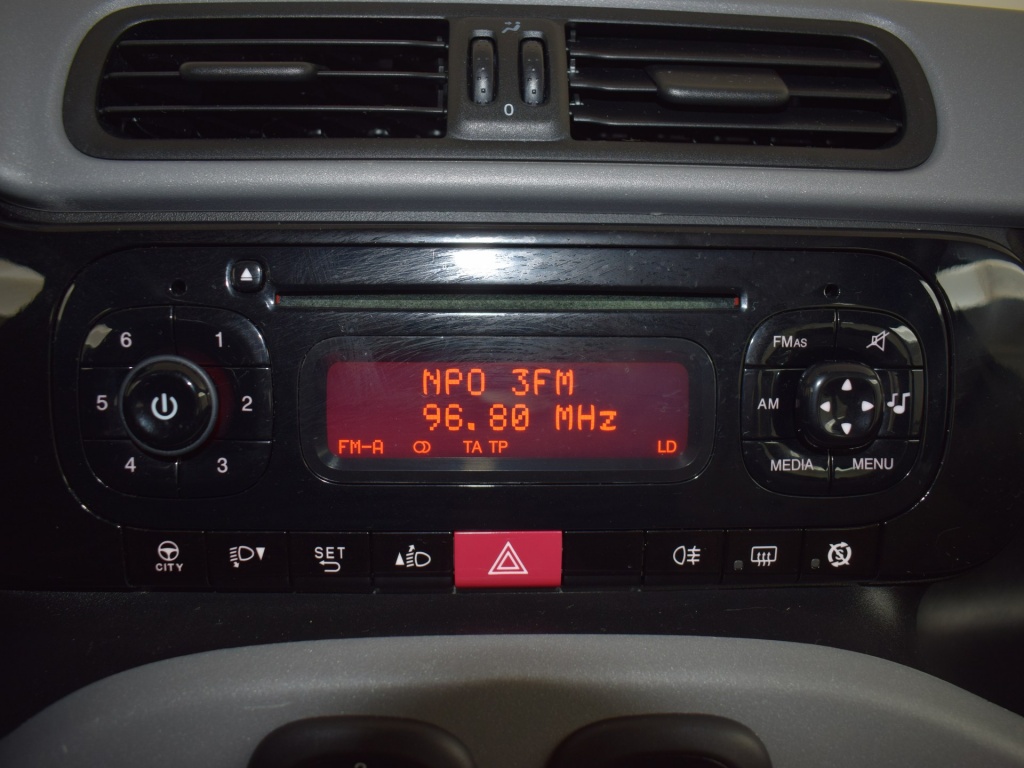 0
6 1
5 2
4 3
NPO 3FM
96.80 MHz
FM-A TA TP LD
FMAS
AM
MEDIA MENU
CITY
SET